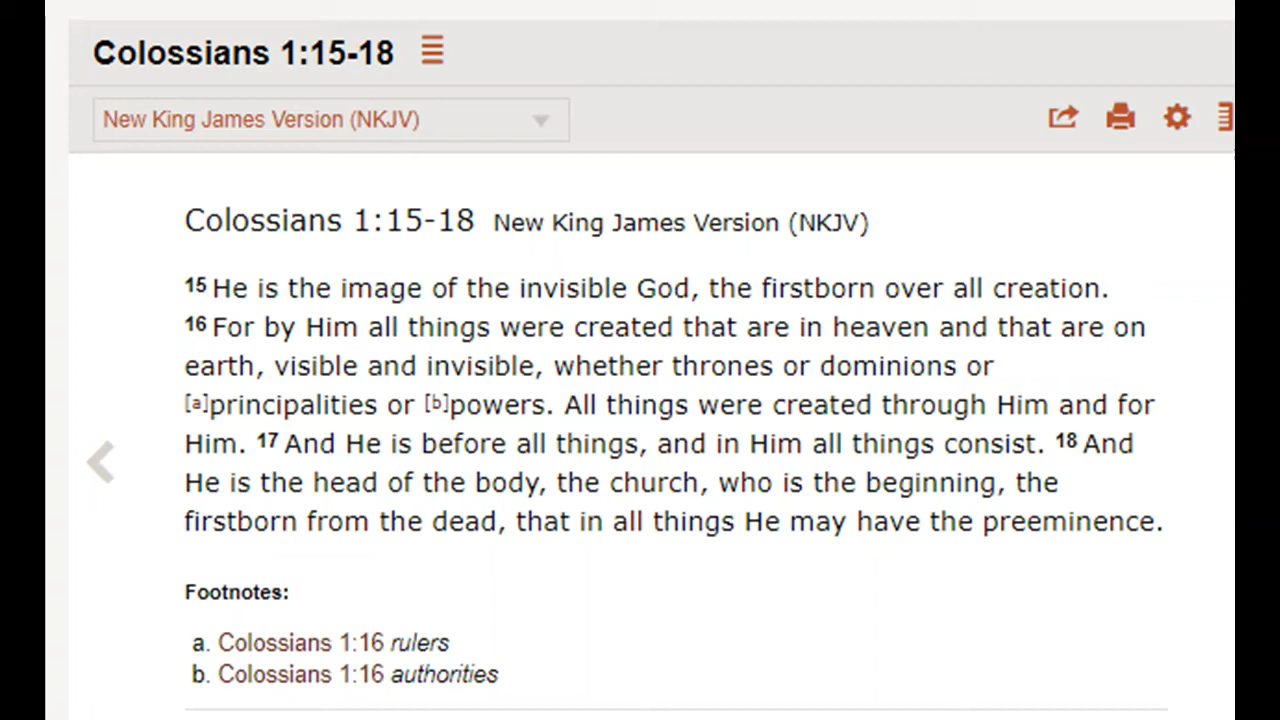 Colossians 1:15-18
New King James Version (NKJV)
Colossians 1:15-18 New King James Version (NKJV)
15 He is the image of the invisible God, the firstborn over all creation.
16 For by Him all things were created that are in heaven and that are on
earth, visible and invisible, whether thrones or dominions or
[a]principalities or [b]powers. All things were created through Him and for
Him. 17 And He is before all things, and in Him all things consist. 18 And
He is the head of the body, the church, who is the beginning, the
firstborn from the dead, that in all things He may have the preeminence.
Footnotes:
a. Colossians 1:16 rulers
b. Colossians 1:16 authorities